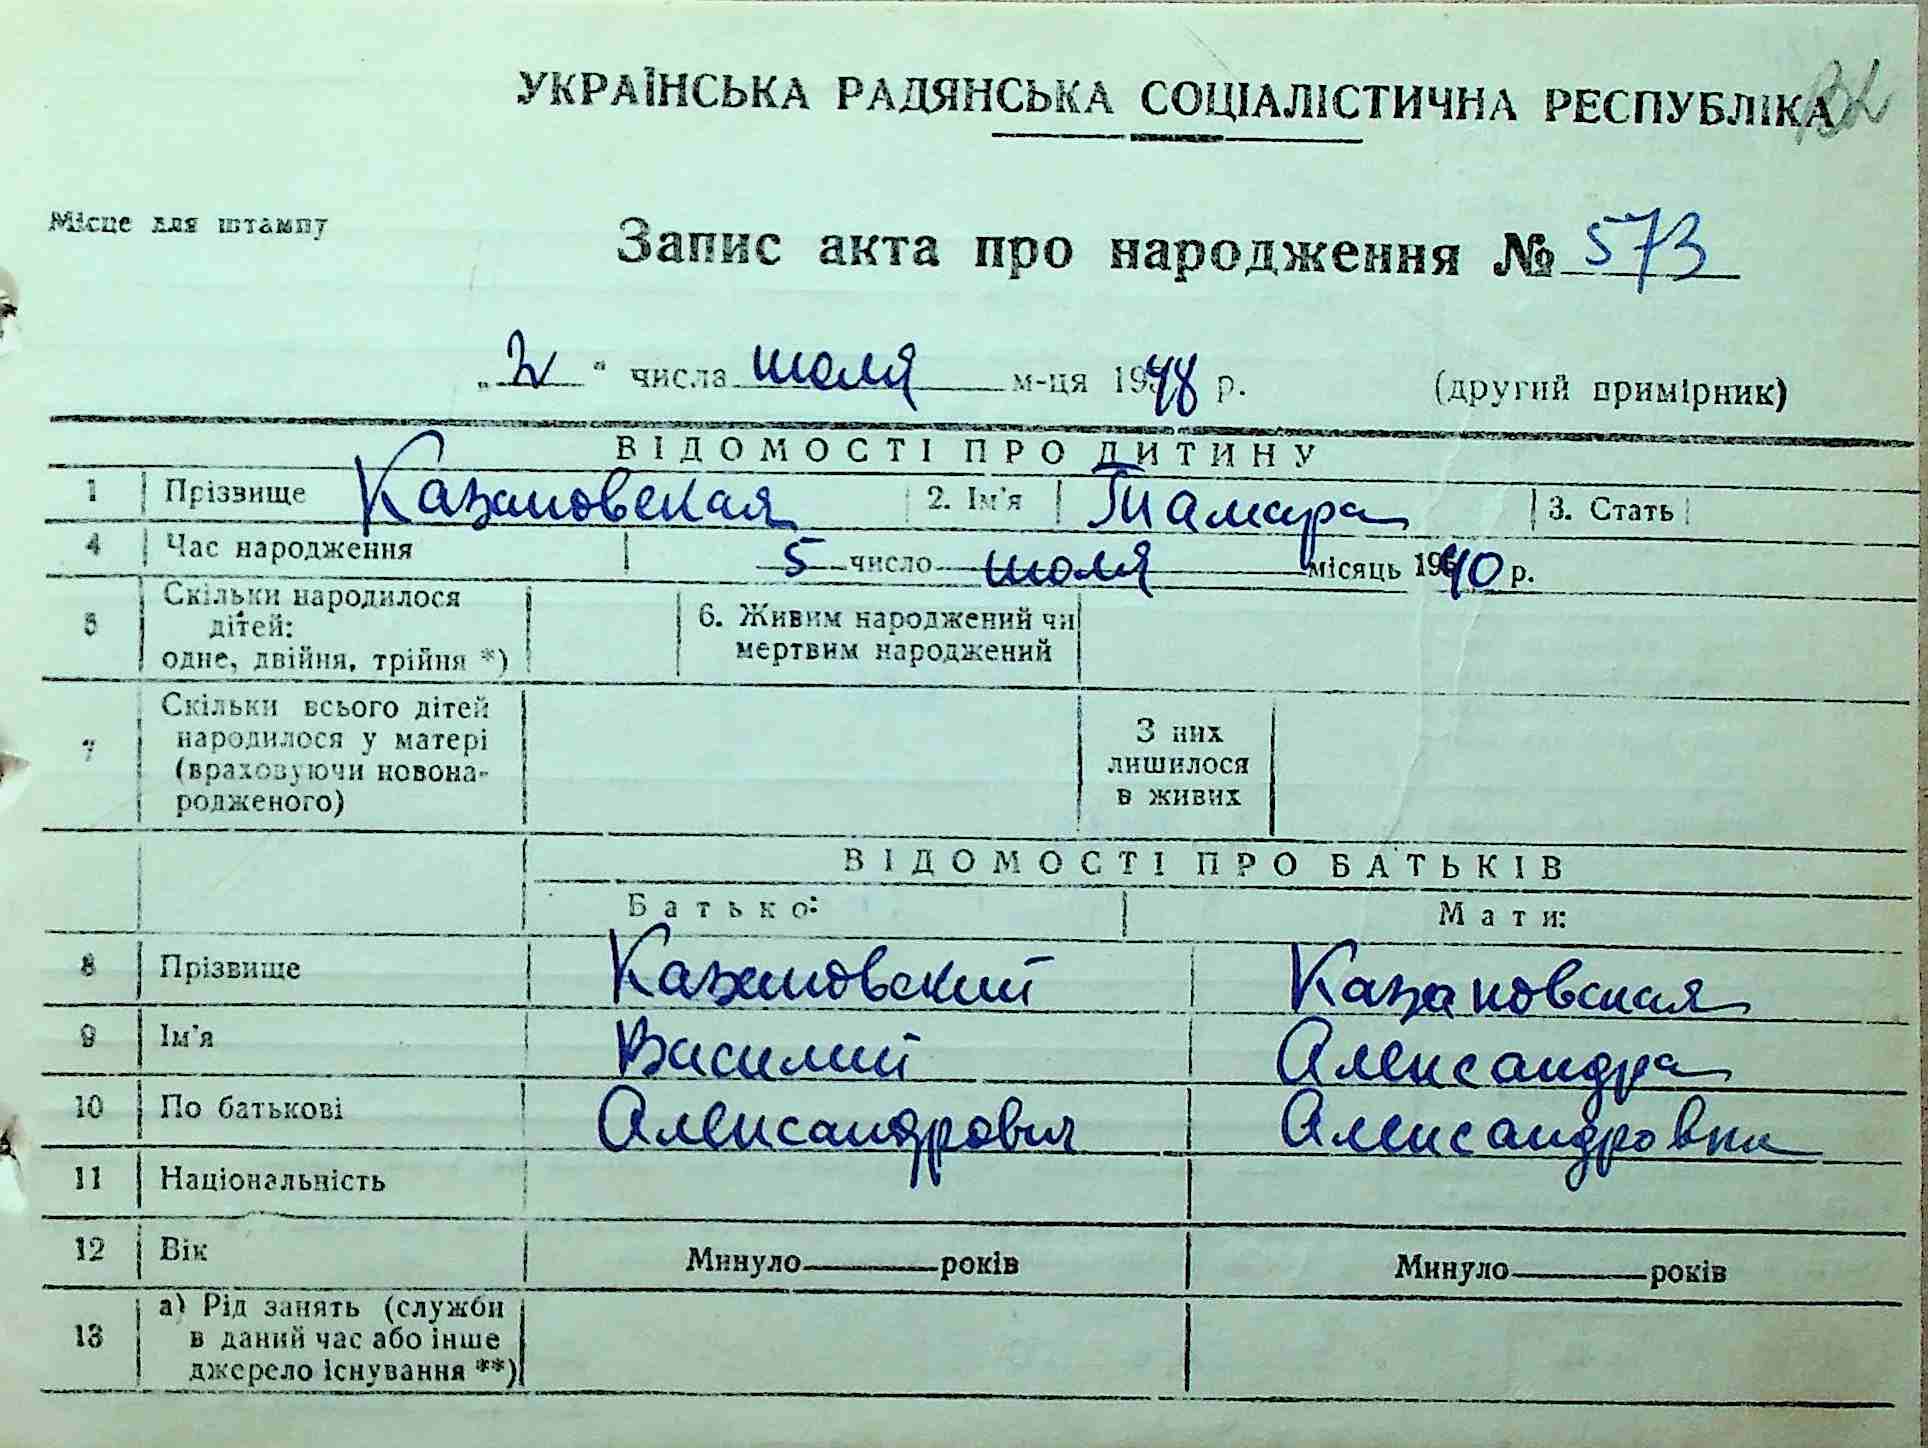 УКРАЇНСЬКА РАДЯНСЬКА СОЦІАЛІСТИЧНА РЕСПУБЛІКА
Місце для штампу
Запис акта про народження № 573
„2" числа июля м-ця 1948 р. (другий примірник)
ВІДОМОСТІ ПРО ДИТИНУ
1 Прізвище Казановская 2. Ім'я Тамара 3. Стать
4 Час народження 5 число июля місяць 1940 р.
5 Скільки народилося дітей: одне, двійня, трійня *) 6. Живим народжений чи мертвим народжений
7 Скільки всього дітей народилося у матері (враховуючи новонародженого) З них лишилося в живих
ВІДОМОСТІ ПРО БАТЬКІВ
Батько: Мати:
8 Прізвище Казановский Казановская
9 Ім'я Василий Александра
10 По батькові Александрович Александровна
11 Національність
12 Вік Минуло років Минуло років
13 а) Рід занять (служби в даний час або інше джерело існування **)